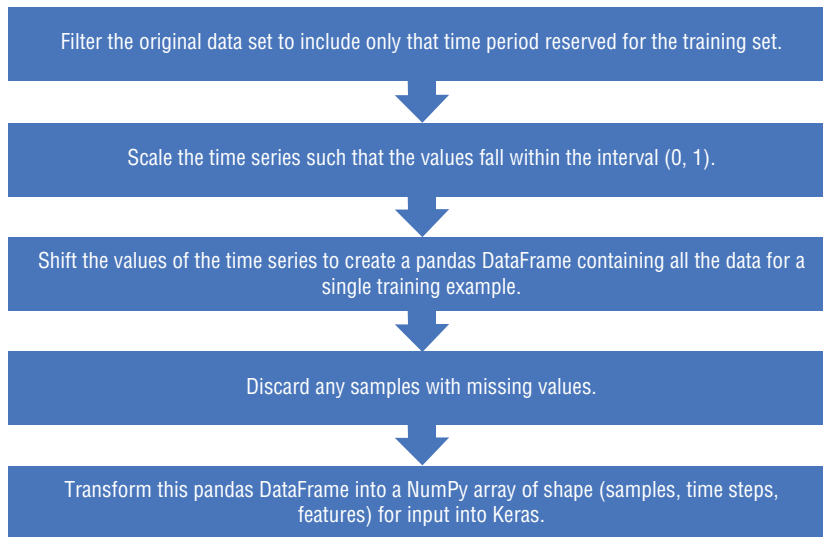 Filter the original data set to include only that time period reserved for the training set.
Scale the time series such that the values fall within the interval (0, 1).
Shift the values of the time series to create a pandas DataFrame containing all the data for a
single training example.
Discard any samples with missing values.
Transform this pandas DataFrame into a NumPy array of shape (samples, time steps,
features) for input into Keras.